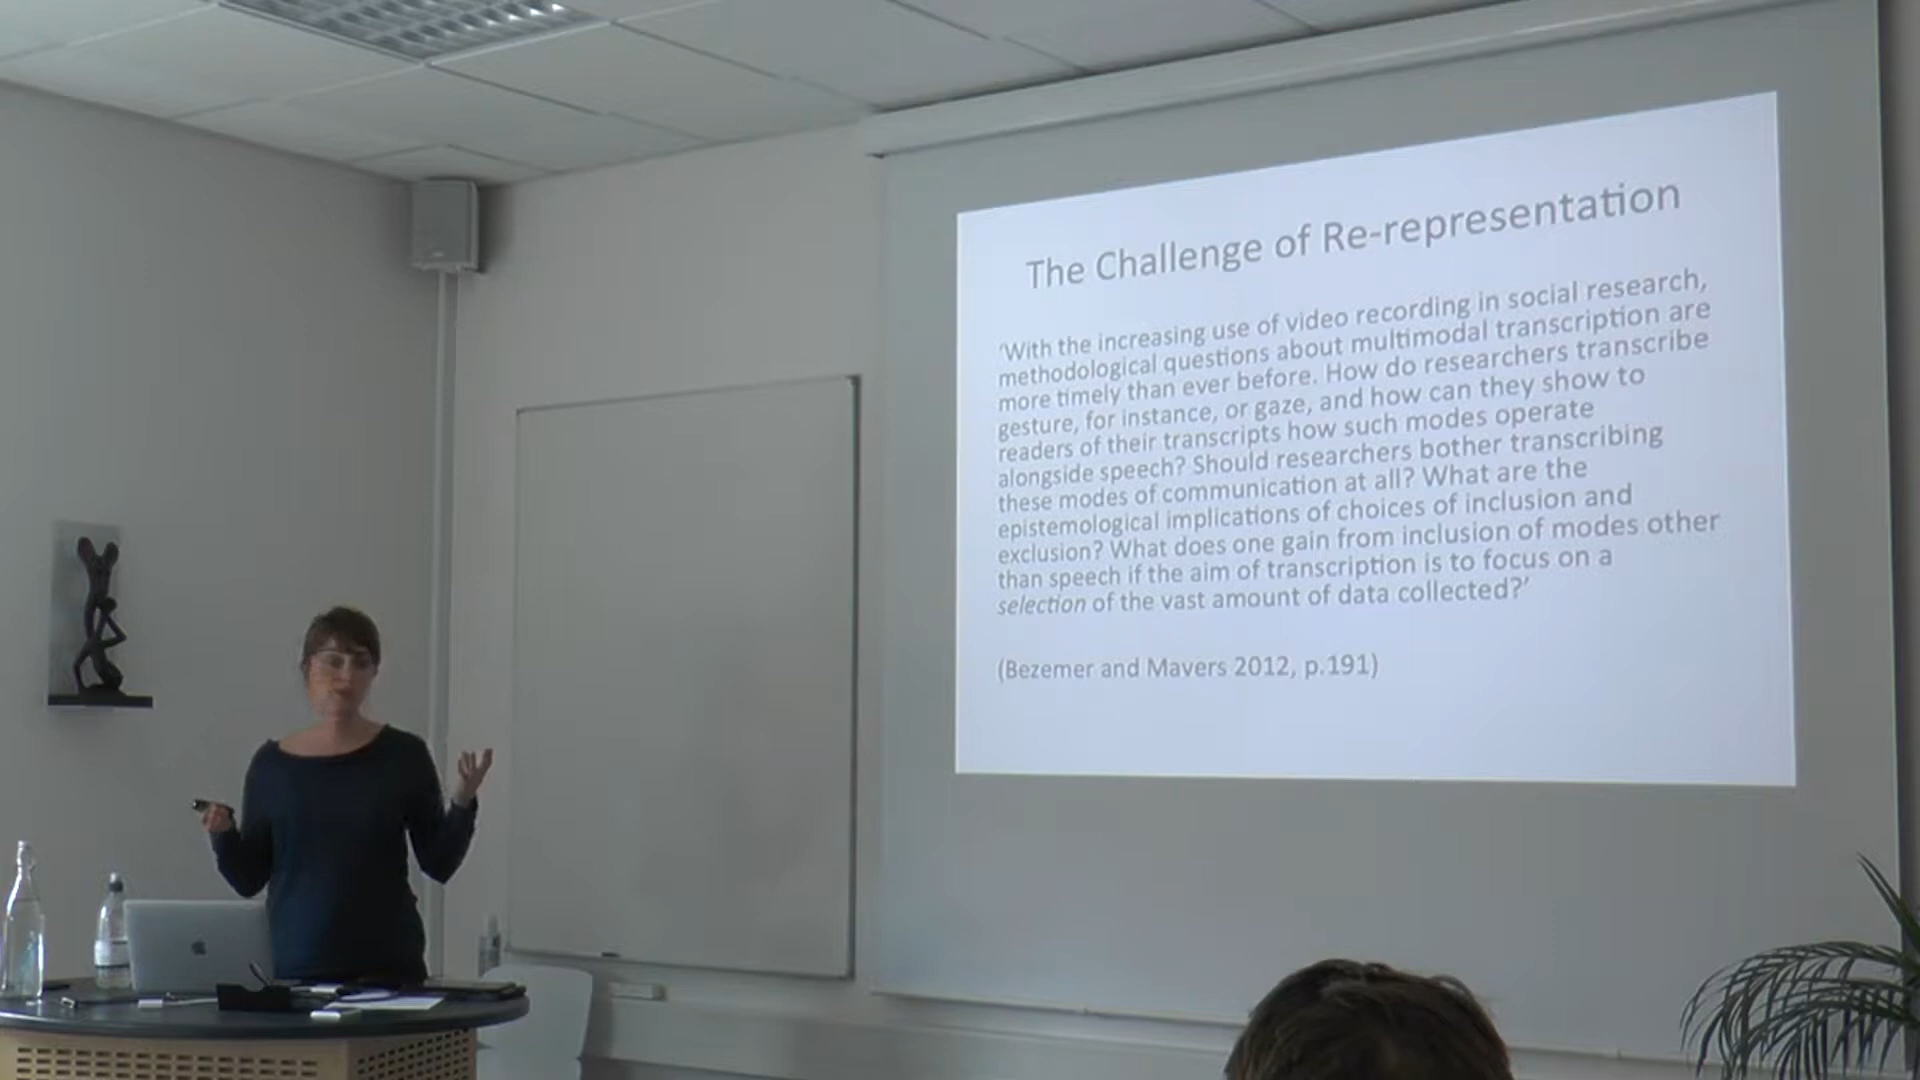 The Challenge of Re-representation
‘With the increasing use of video recording in social research,
methodological questions about multimodal transcription are
more timely than ever before. How do researchers transcribe
gesture, for instance, or gaze, and how can they show to
readers of their transcripts how such modes operate
alongside speech? Should researchers bother transcribing
these modes of communication at all? What are the
epistemological implications of choices of inclusion and
exclusion? What does one gain from inclusion of modes other
than speech if the aim of transcription is to focus on a
selection of the vast amount of data collected?’
(Bezemer and Mavers 2012, p.191)